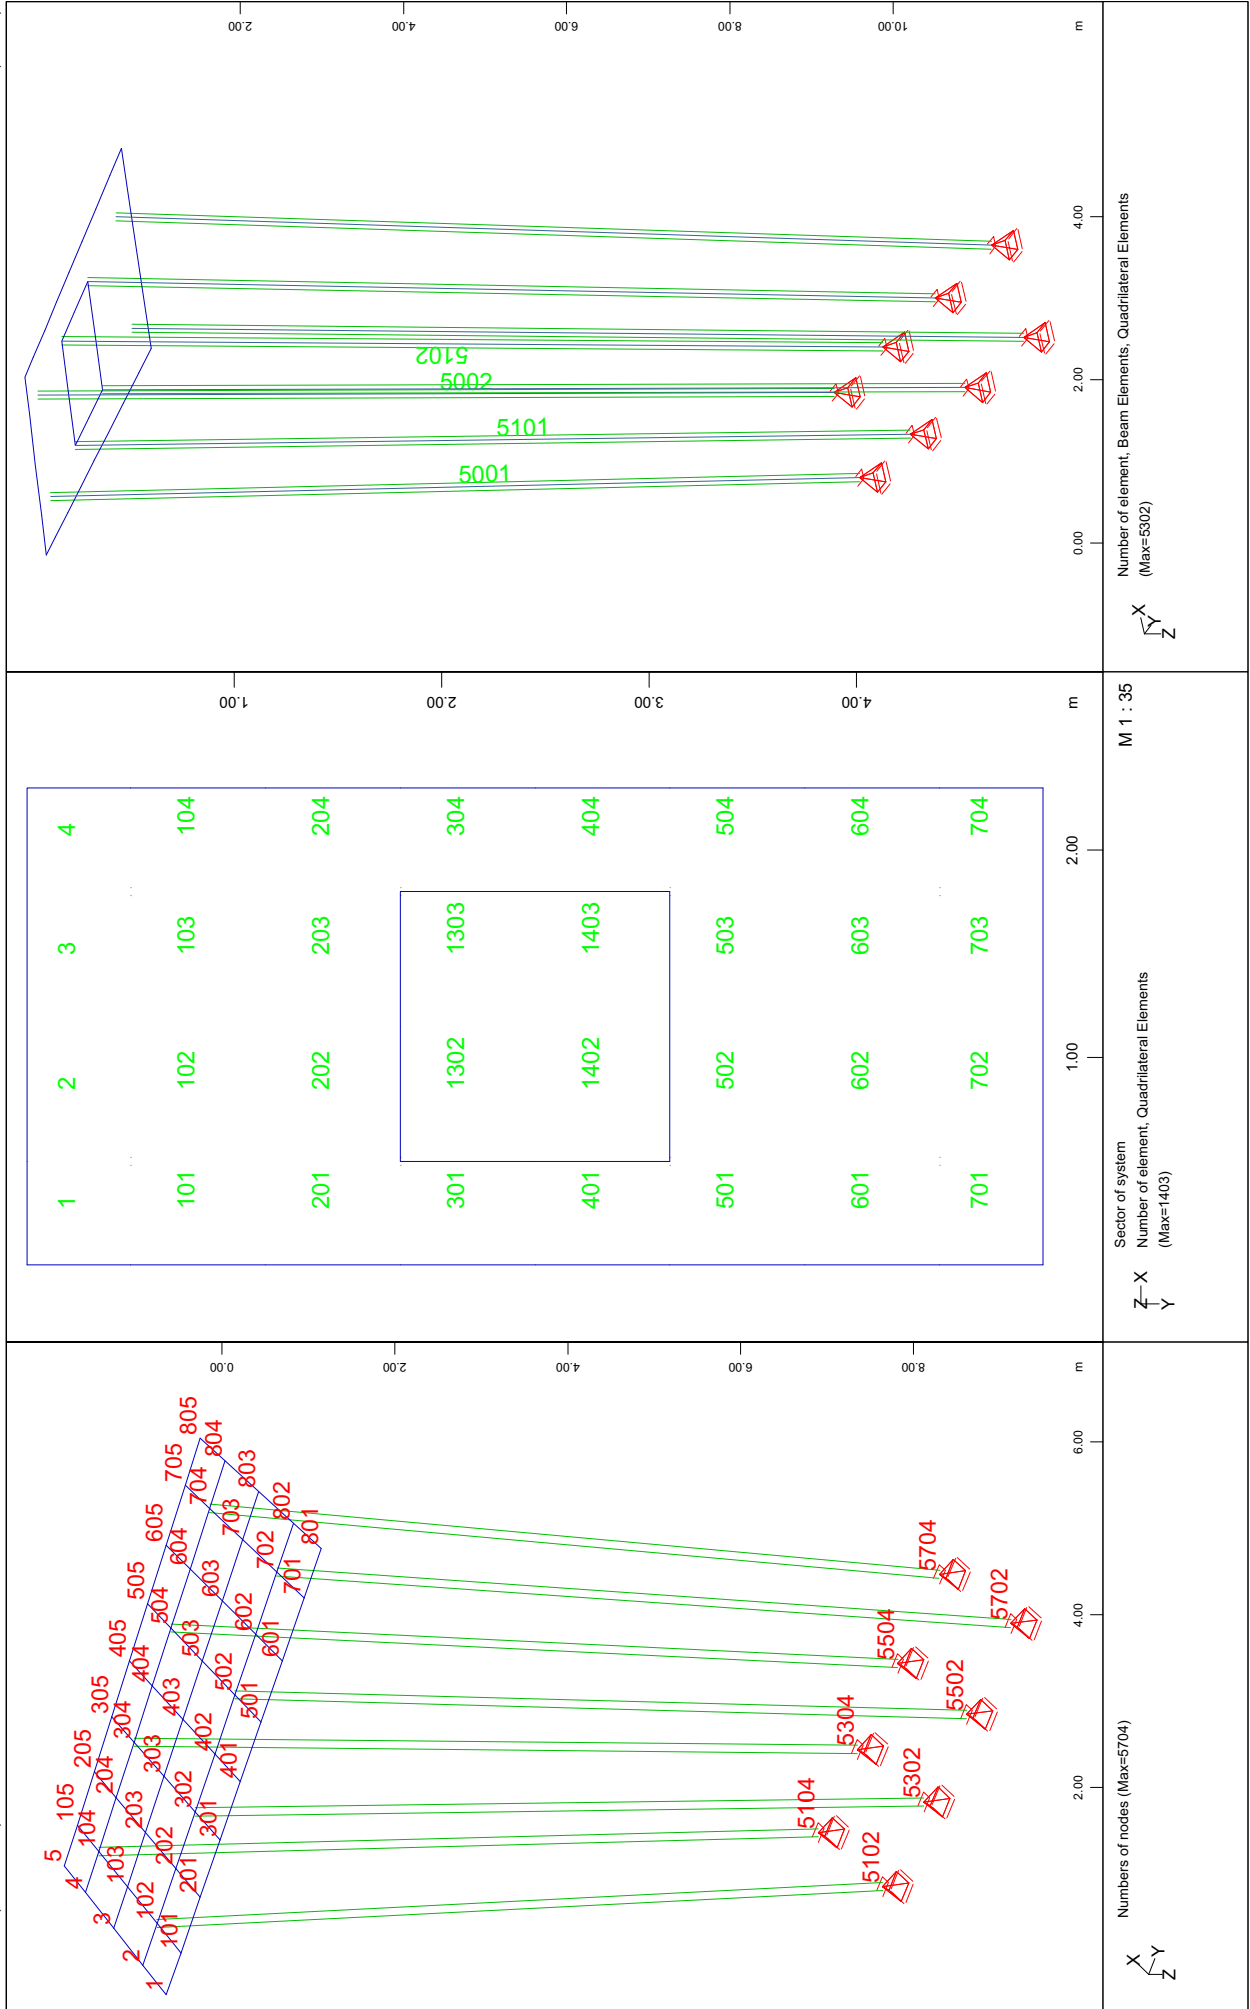 2.00
4.00
6.00
8.00
10.00
m
5102
5002
5101
5001
4.00
2.00
0.00
Number of element, Beam Elements, Quadrilateral Elements
(Max=5302)
X
Y
Z
1.00
2.00
3.00
4.00
m
4 104 204 304 404 504 604 704
3 103 203 1303 1403 503 603 703
2 102 202 1302 1402 502 602 702
1 101 201 301 401 501 601 701
2.00
1.00
M 1 : 35
Sector of system
Number of element, Quadrilateral Elements
(Max=1403)
Z X
Y
0.00
2.00
4.00
6.00
8.00
m
5 105 205 305 405 505 605 705 805
4 104 204 304 404 504 604 704 804
3 103 203 303 403 503 603 703 803
2 102 202 302 402 502 602 702 802
1 101 201 301 401 501 601 701 801
5104 5304 5504 5704
5102 5302 5502 5702
6.00
4.00
2.00
Numbers of nodes (Max=5704)
X
Y
Z